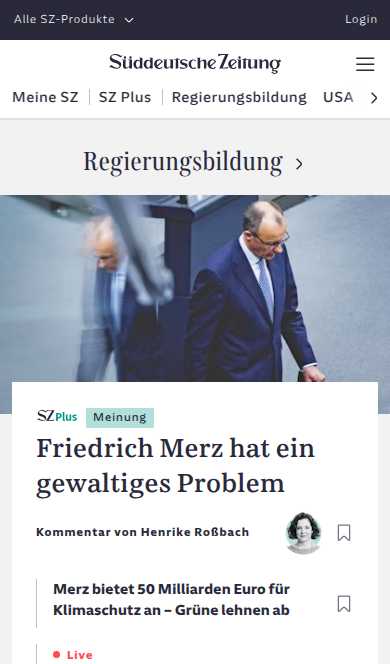 Alle SZ-Produkte
Login
Süddeutsche Zeitung
Meine SZ
SZ Plus
Regierungsbildung
USA
Regierungsbildung
SZ Plus
Meinung
Friedrich Merz hat ein
gewaltiges Problem
Kommentar von Henrike Roßbach
Merz bietet 50 Milliarden Euro für
Klimaschutz an – Grüne lehnen ab
Live